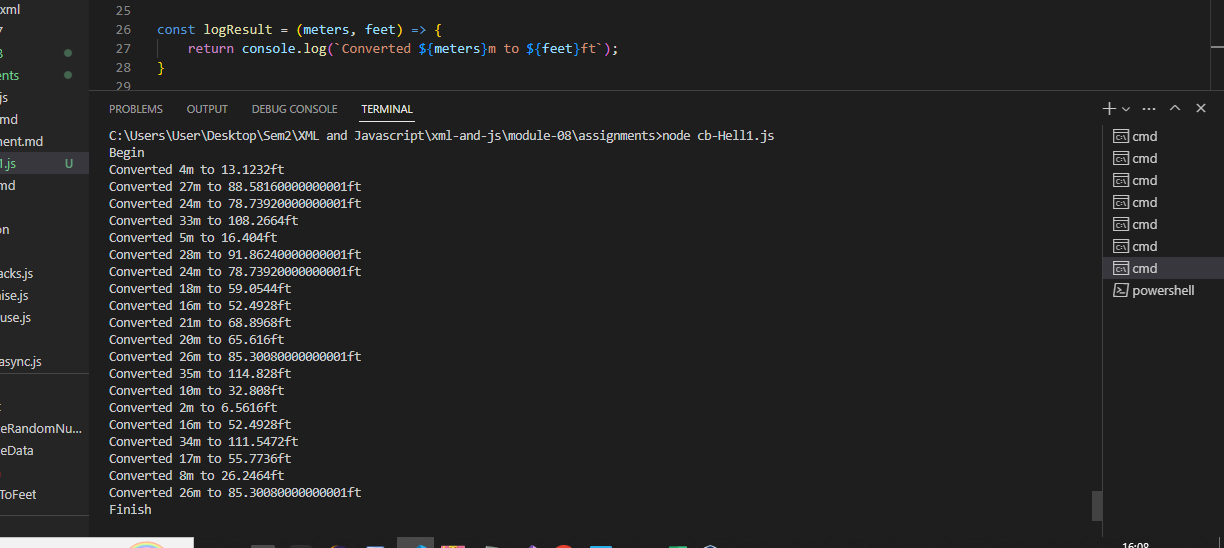 xml
ents
js
md
ment.md
1.js U
md
on
acks.js
ise.js
use.js
async.js
eRandomNu...
eData
ToFeet
25
26 const logResult = (meters, feet) => {
27 return console.log(`Converted ${meters}m to ${feet}ft`);
28 }
29
PROBLEMS OUTPUT DEBUG CONSOLE TERMINAL
C:\Users\User\Desktop\Sem2\XML and Javascript\xml-and-js\module-08\assignments>node cb-Hell1.js
Begin
Converted 4m to 13.1232ft
Converted 27m to 88.58160000000001ft
Converted 24m to 78.73920000000001ft
Converted 33m to 108.2664ft
Converted 5m to 16.404ft
Converted 28m to 91.86240000000001ft
Converted 24m to 78.73920000000001ft
Converted 18m to 59.0544ft
Converted 16m to 52.4928ft
Converted 21m to 68.8968ft
Converted 20m to 65.616ft
Converted 26m to 85.30080000000001ft
Converted 35m to 114.828ft
Converted 10m to 32.808ft
Converted 2m to 6.5616ft
Converted 16m to 52.4928ft
Converted 34m to 111.5472ft
Converted 17m to 55.7736ft
Converted 8m to 26.2464ft
Converted 26m to 85.30080000000001ft
Finish
cmd
cmd
cmd
cmd
cmd
cmd
cmd
powershell
16:08